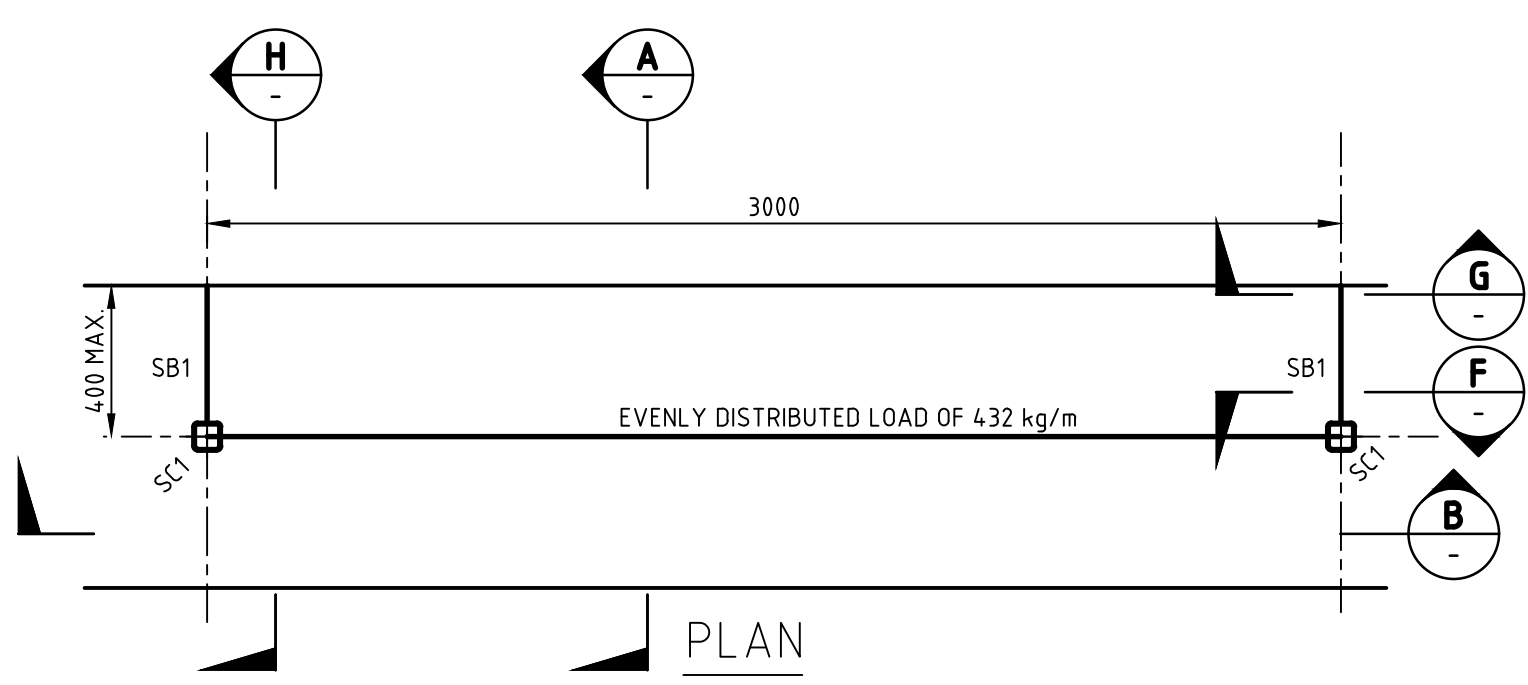 H
-
A
-
3000
G
-
400 MAX.
SB1
SB1
F
-
EVENLY DISTRIBUTED LOAD OF 432 kg/m
SC1
SC1
B
-
PLAN